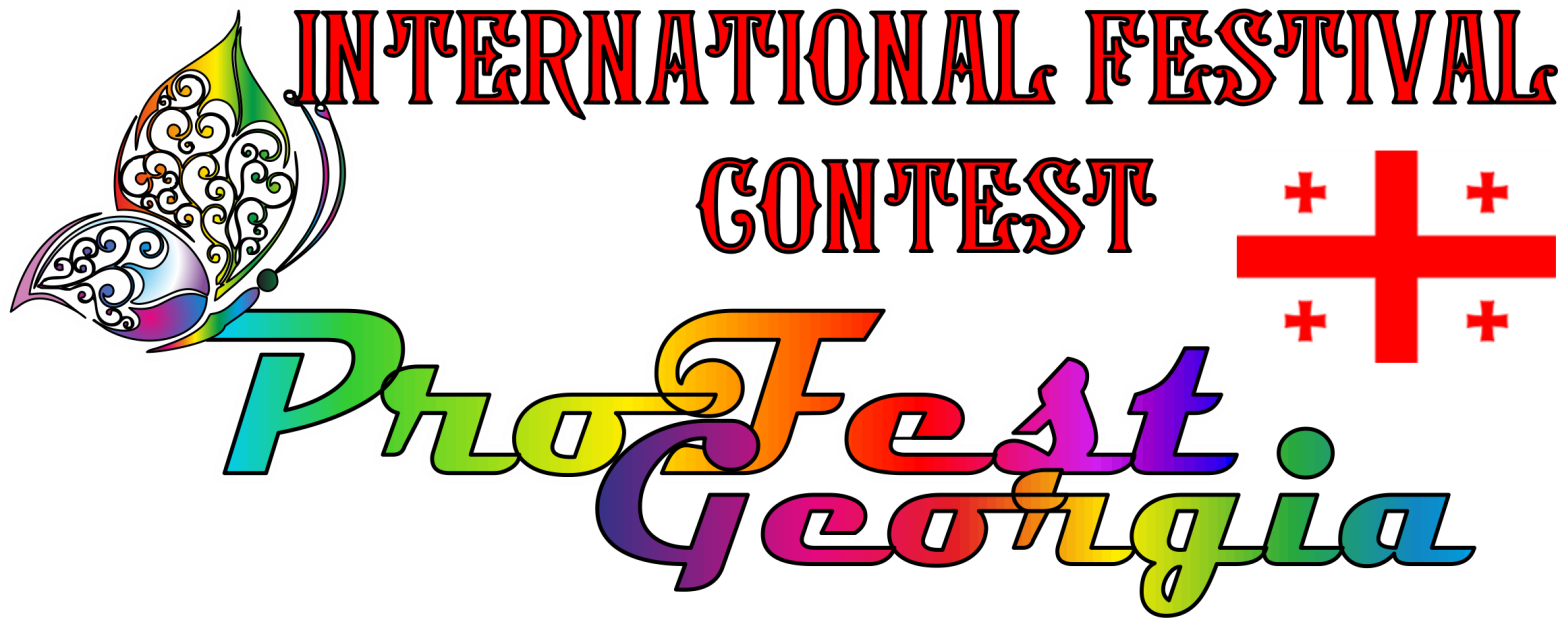 INTERNATIONAL FESTIVAL
CONTEST
ProFest
Georgia